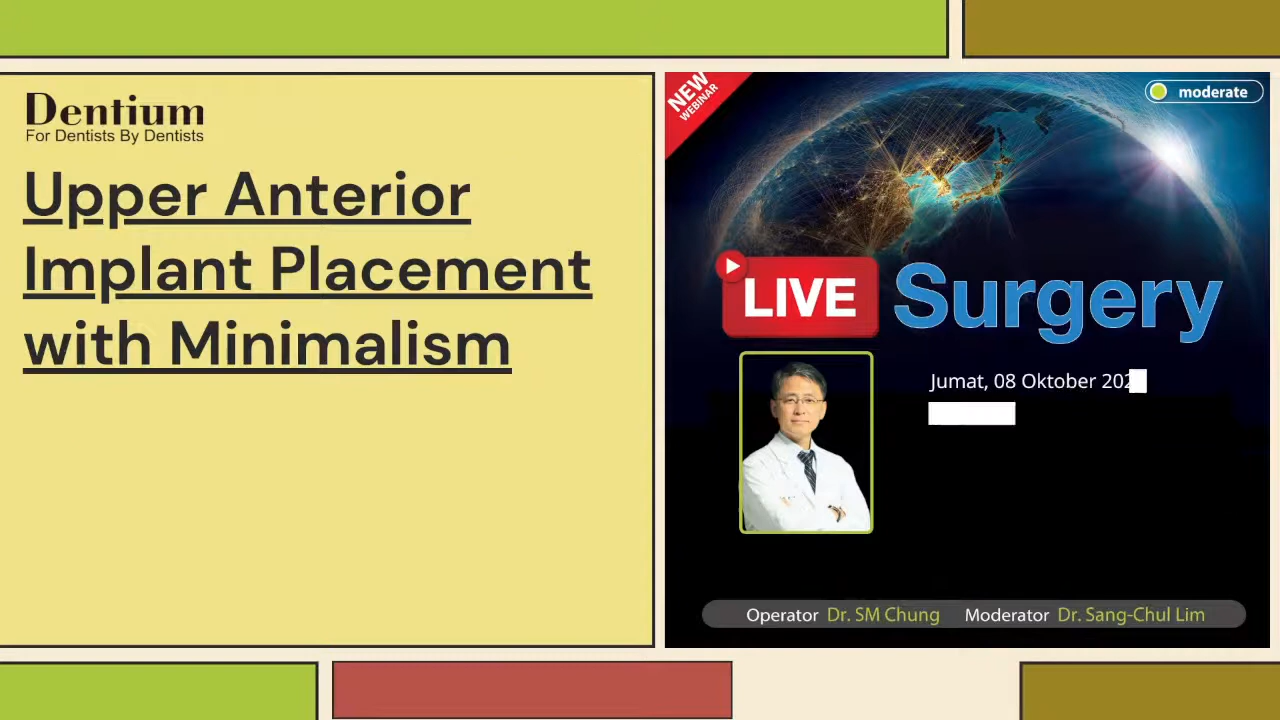 Dentium
For Dentists By Dentists
Upper Anterior
Implant Placement
with Minimalism
NEW
WEBINAR
moderate
LIVE Surgery
Jumat, 08 Oktober
Operator Dr. SM Chung Moderator Dr. Sang-Chul Lim